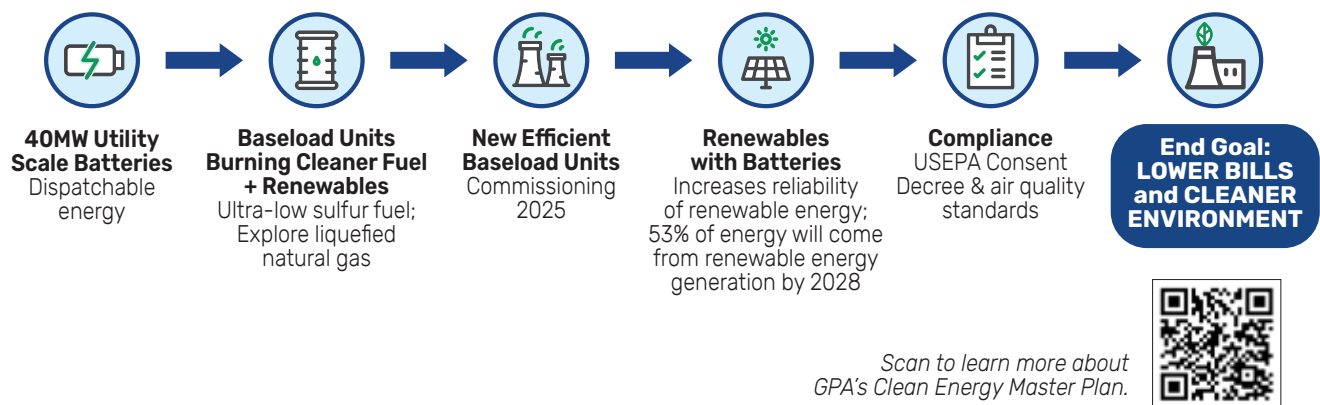 40MW Utility
Scale Batteries
Dispatchable
energy
Baseload Units
Burning Cleaner Fuel
+ Renewables
Ultra-low sulfur fuel;
Explore liquefied
natural gas
New Efficient
Baseload Units
Commissioning
2025
Renewables
with Batteries
Increases reliability
of renewable energy;
53% of energy will come
from renewable energy
generation by 2028
Compliance
USEPA Consent
Decree & air quality
standards
End Goal:
LOWER BILLS
and CLEANER
ENVIRONMENT
Scan to learn more about
GPA's Clean Energy Master Plan.